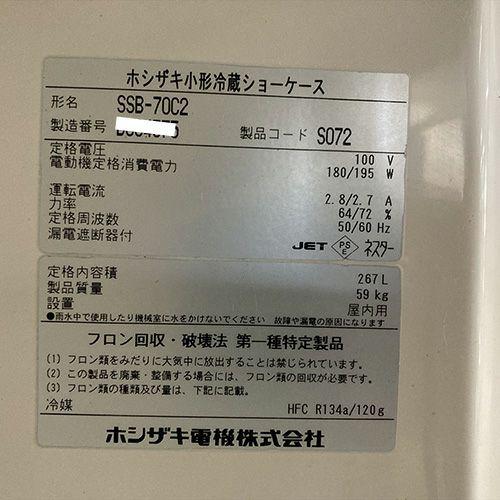 ホシザキ小形冷蔵ショーケース
形名 SSB-70C2
製造番号
製品コード S072
定格電圧 100 V
電動機定格消費電力 180/195 W
運転電流 2.8/2.7 A
力率 64/72 %
定格周波数 50/60 Hz
漏電遮断器付
JET PSE ネスター
定格内容積 267 L
製品質量 59 kg
設置 屋内用
●雨水中で使用したり機械室に水をかけないでください 故障や漏電の原因になります
フロン回収・破壊法 第一種特定製品
(1) フロン類をみだりに大気中に放出することは禁じられています。
(2) この製品を廃棄・整備する場合には、フロン類の回収が必要です。
(3) フロン類の種類及び量は、下記に記載。
冷媒 HFC R134a/120g
ホシザキ電機株式会社